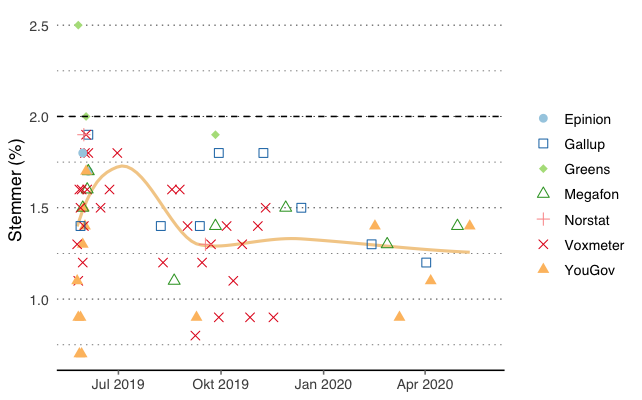 Stemmer (%)
2.5
2.0
1.5
1.0
Jul 2019
Okt 2019
Jan 2020
Apr 2020
Epinion
Gallup
Greens
Megafon
Norstat
Voxmeter
YouGov